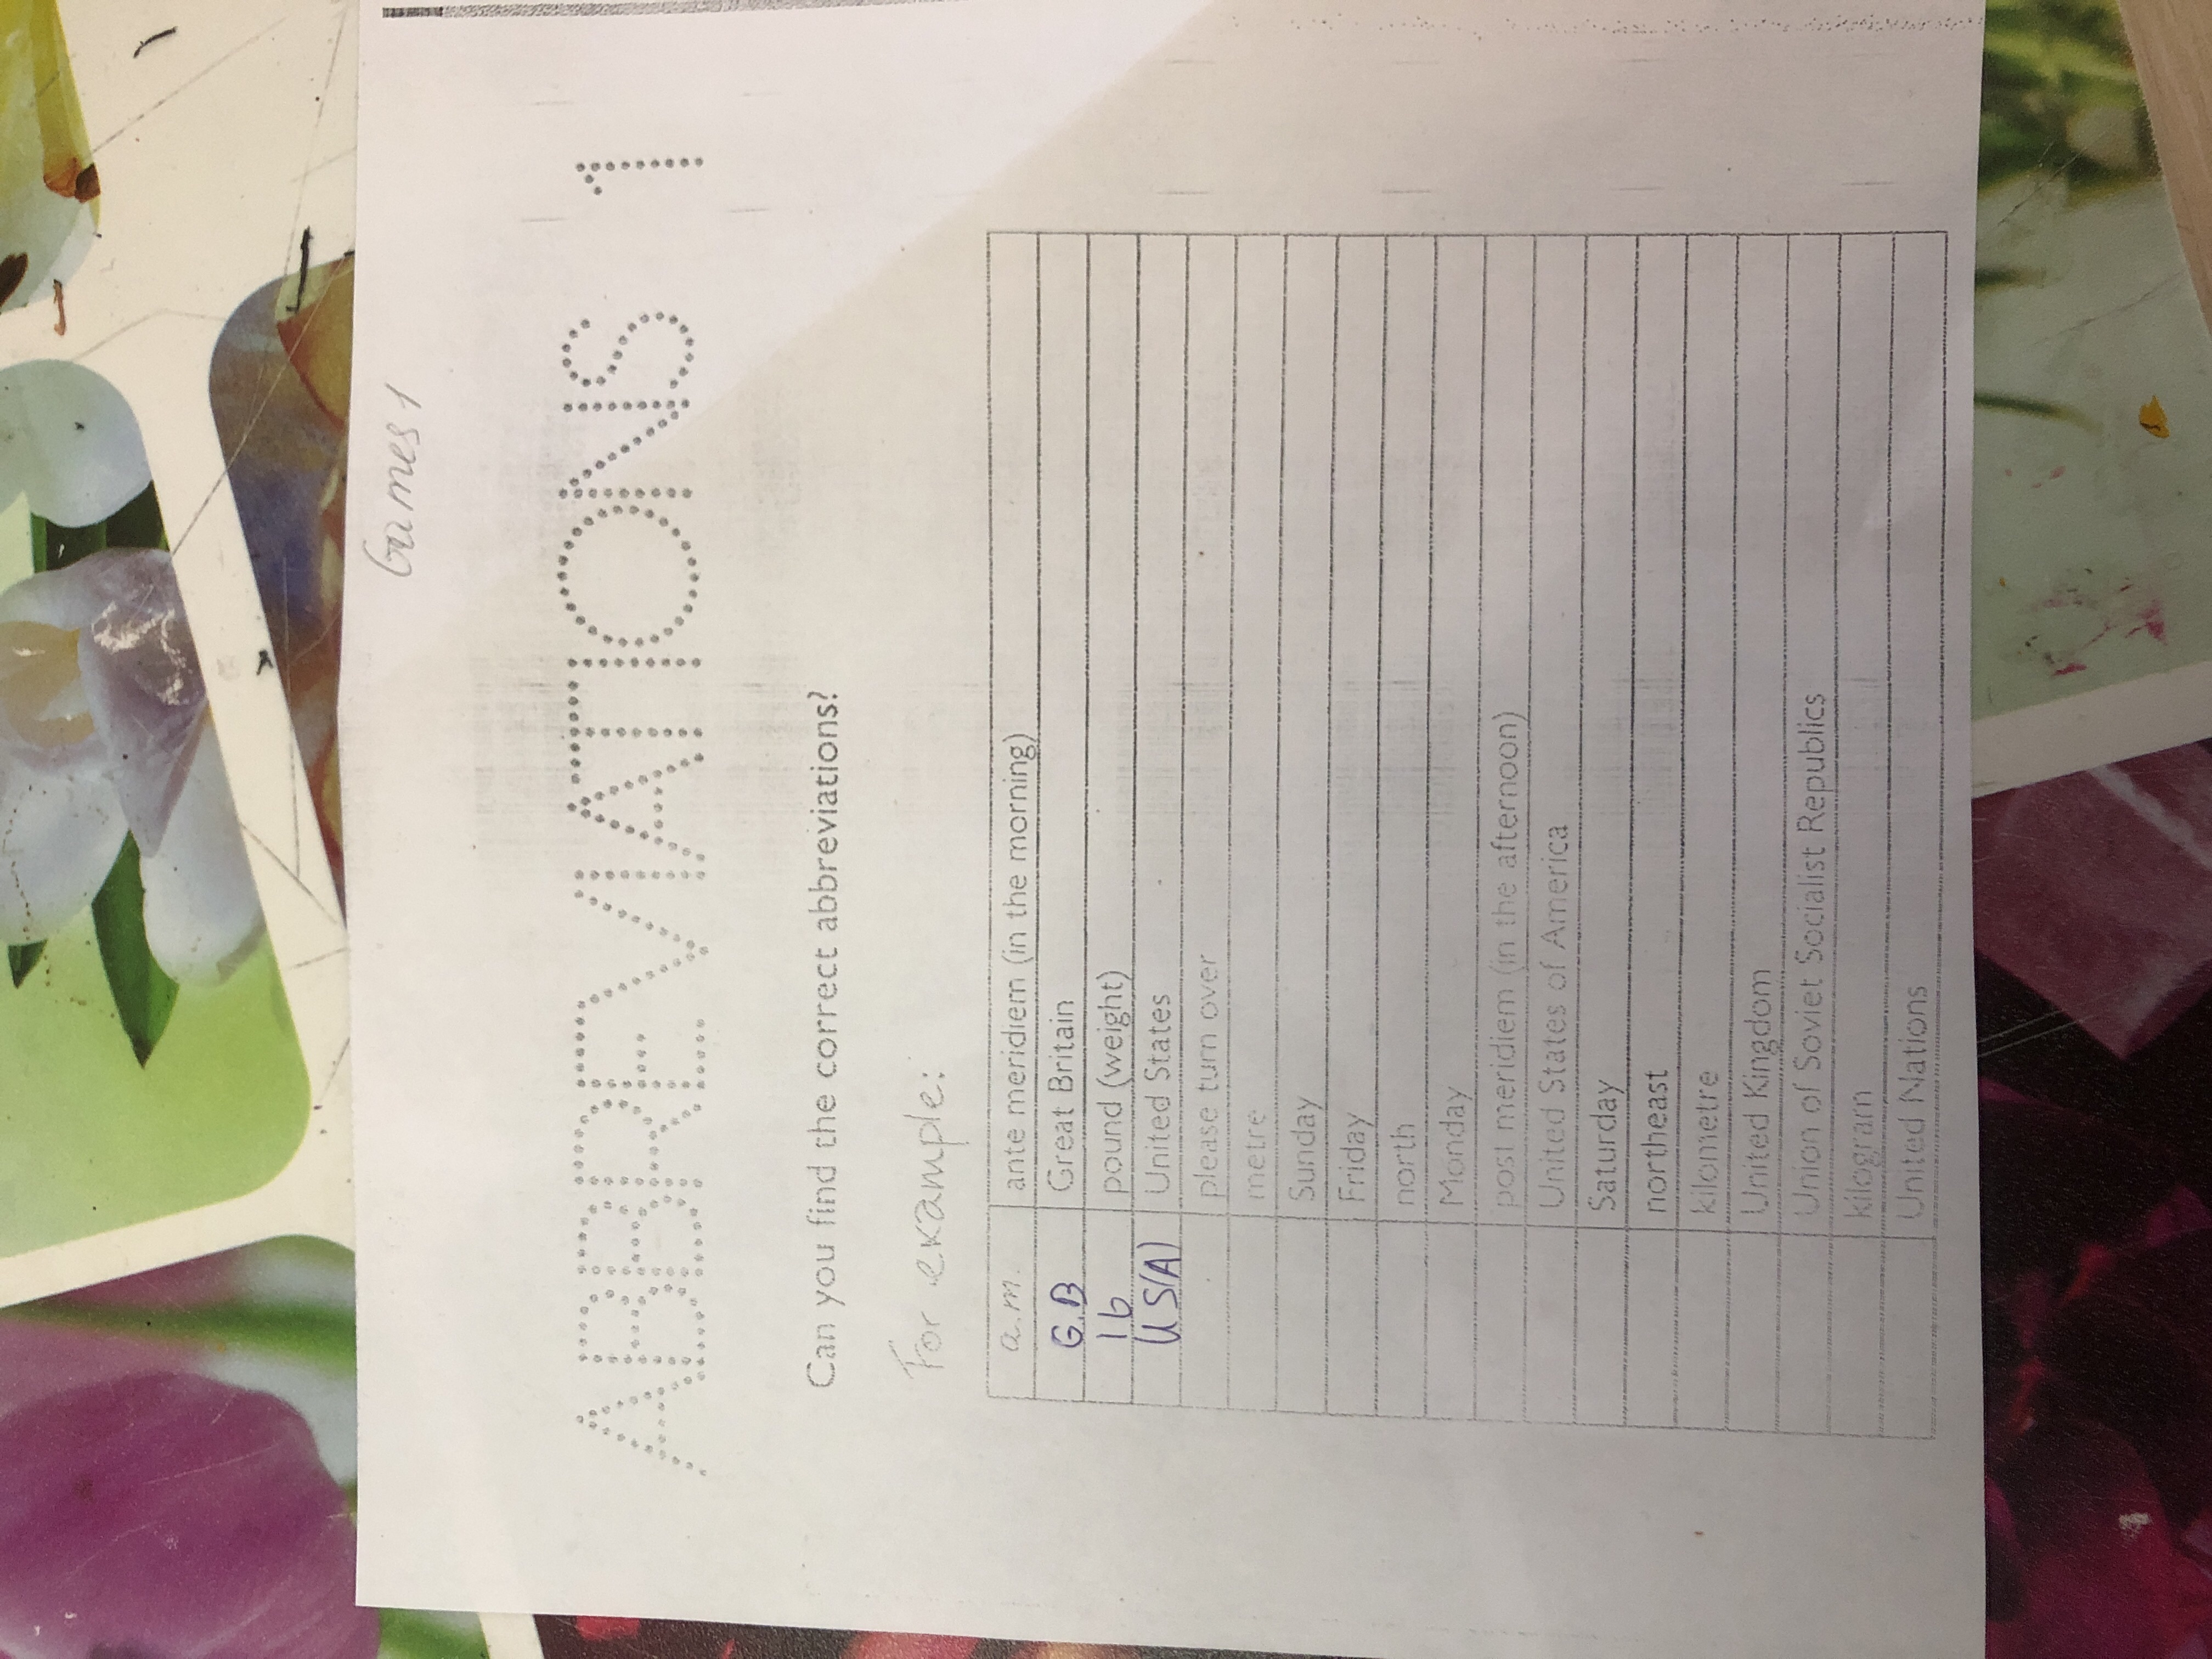 Games 1
ABBREVIATIONS 1
Can you find the correct abbreviations?
For example:
a.m. ante meridiem (in the morning)
G.B Great Britain
lb pound (weight)
US(A) United States
please turn over
metre
Sunday
Friday
north
Monday
post meridiem (in the afternoon)
United States of America
Saturday
northeast
kilometre
United Kingdom
Union of Soviet Socialist Republics
kilogram
United Nations